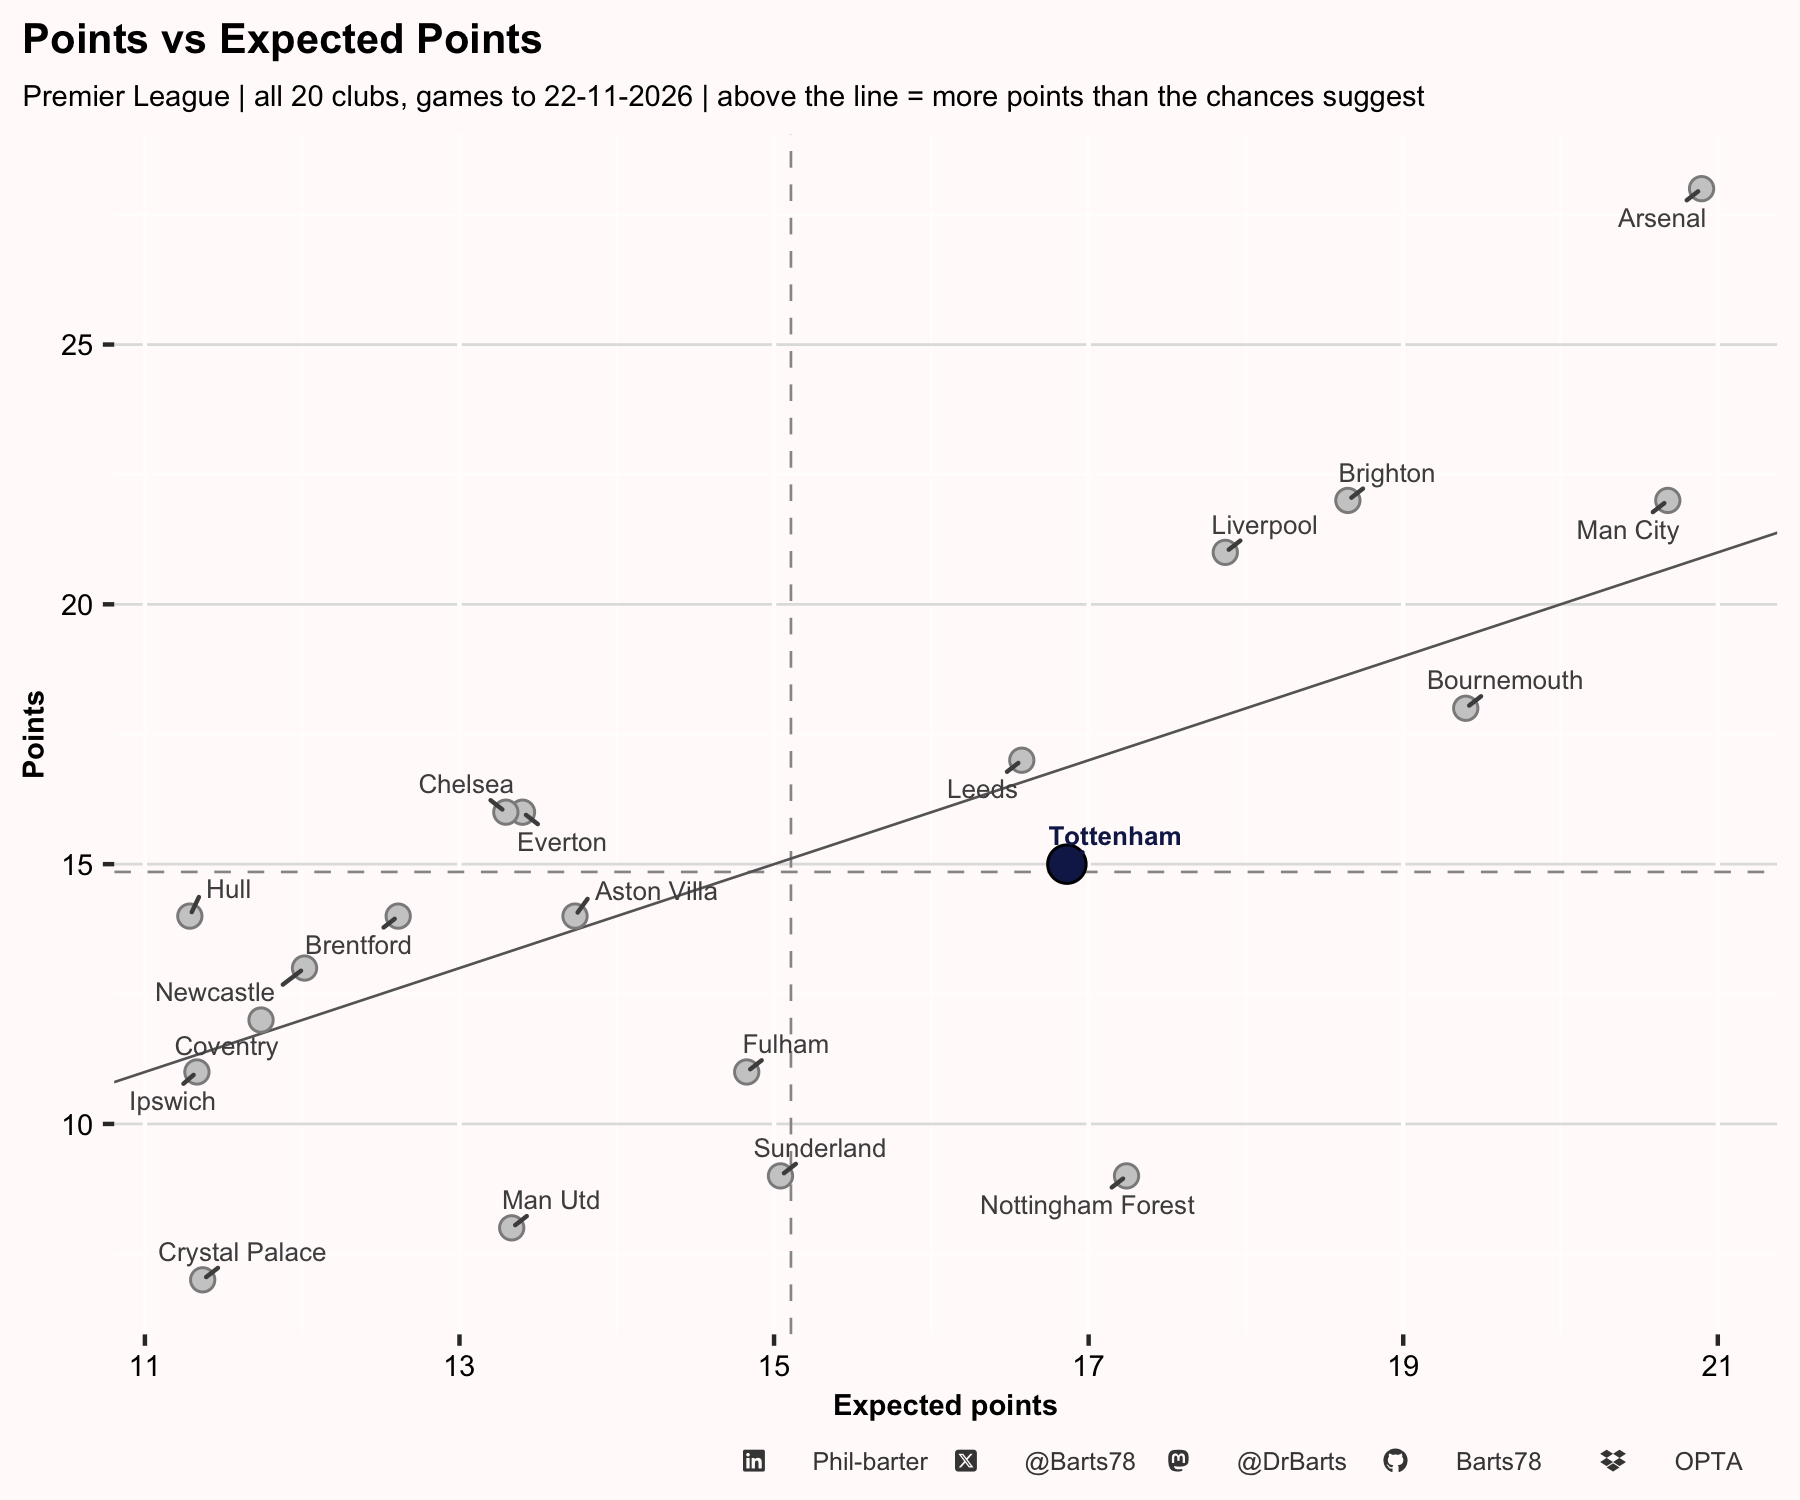 Points vs Expected Points
Premier League | all 20 clubs, games to 22-11-2026 | above the line = more points than the chances suggest
Arsenal
25
Brighton
Liverpool
Man City
20
Bournemouth
Points
Chelsea
Leeds
Everton
Tottenham
15
Hull
Aston Villa
Brentford
Newcastle
Coventry
Fulham
Ipswich
10
Sunderland
Man Utd
Nottingham Forest
Crystal Palace
11 13 15 17 19 21
Expected points
Phil-barter @Barts78 @DrBarts Barts78 OPTA